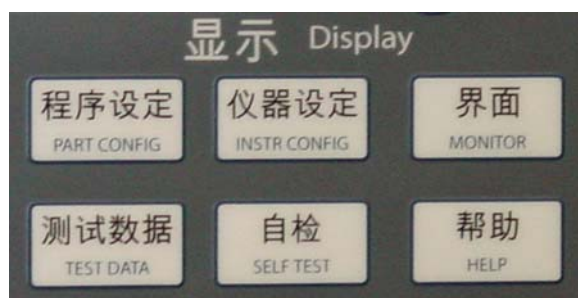 显示 Display
程序设定 仪器设定 界面
PART CONFIG INSTR CONFIG MONITOR
测试数据 自检 帮助
TEST DATA SELF TEST HELP